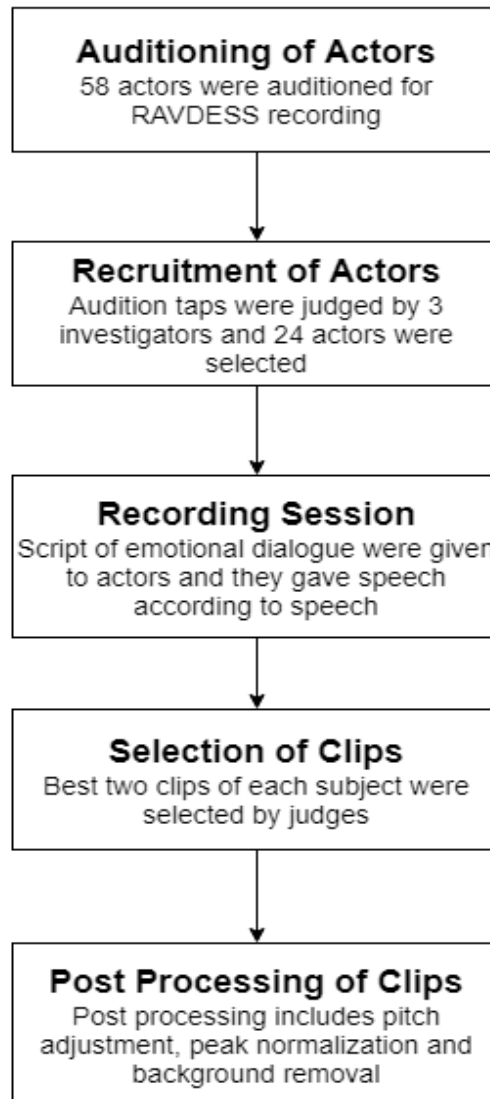 Auditioning of Actors
58 actors were auditioned for
RAVDESS recording
Recruitment of Actors
Audition taps were judged by 3
investigators and 24 actors were
selected
Recording Session
Script of emotional dialogue were given
to actors and they gave speech
according to speech
Selection of Clips
Best two clips of each subject were
selected by judges
Post Processing of Clips
Post processing includes pitch
adjustment, peak normalization and
background removal